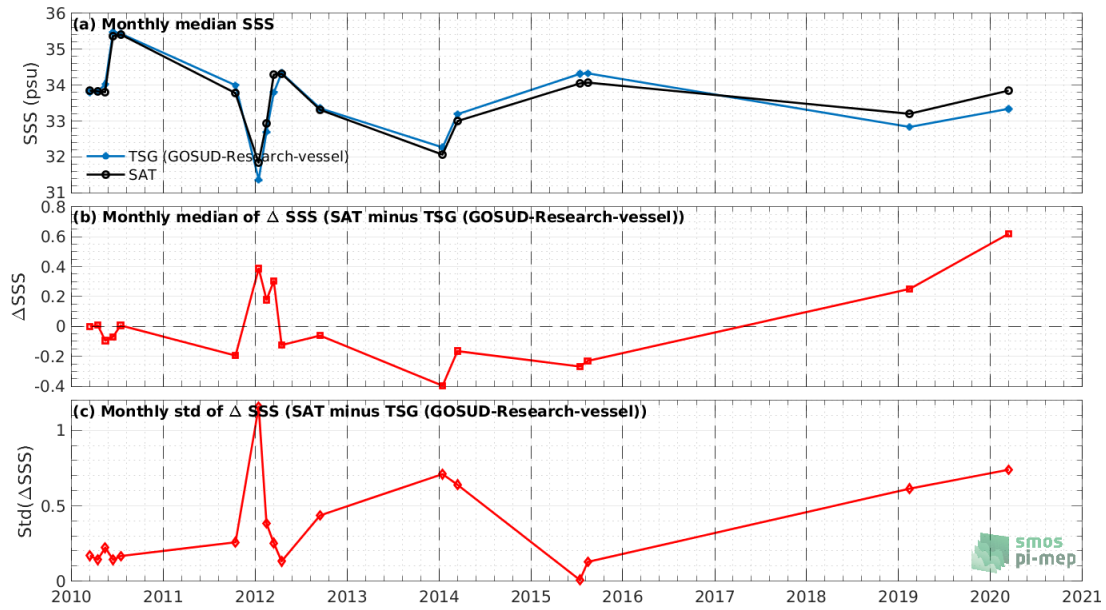 (a) Monthly median SSS
36
35
34
33
32
31
SSS (psu)
TSG (GOSUD-Research-vessel)
SAT
(b) Monthly median of Δ SSS (SAT minus TSG (GOSUD-Research-vessel))
0.8
0.6
0.4
0.2
0
-0.2
-0.4
ΔSSS
(c) Monthly std of Δ SSS (SAT minus TSG (GOSUD-Research-vessel))
1
0.5
0
Std(ΔSSS)
2010 2011 2012 2013 2014 2015 2016 2017 2018 2019 2020 2021
smos
pi-mep